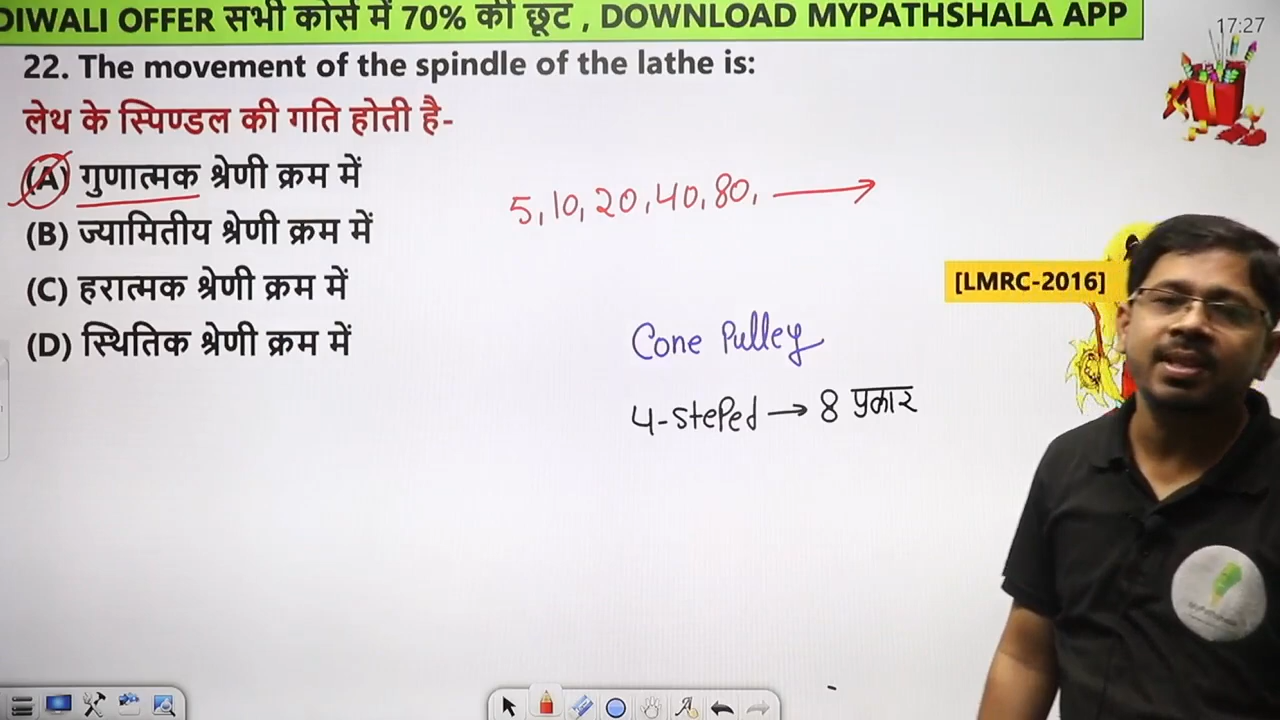 DIWALI OFFER सभी कोर्स में 70% की छूट , DOWNLOAD MYPATHSHALA APP
17:27
22. The movement of the spindle of the lathe is:
लेथ के स्पिण्डल की गति होती है-
(A) गुणात्मक श्रेणी क्रम में
5, 10, 20, 40, 80,
(B) ज्यामितीय श्रेणी क्रम में
[LMRC-2016]
(C) हरात्मक श्रेणी क्रम में
Cone Pulley
(D) स्थितिक श्रेणी क्रम में
4-stePed → 8 प्रकार